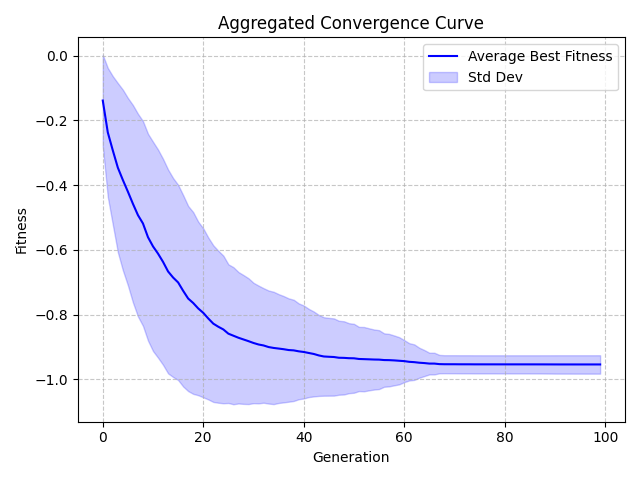 Aggregated Convergence Curve
Average Best Fitness
Std Dev
Fitness
0.0
−0.2
−0.4
−0.6
−0.8
−1.0
0 20 40 60 80 100
Generation